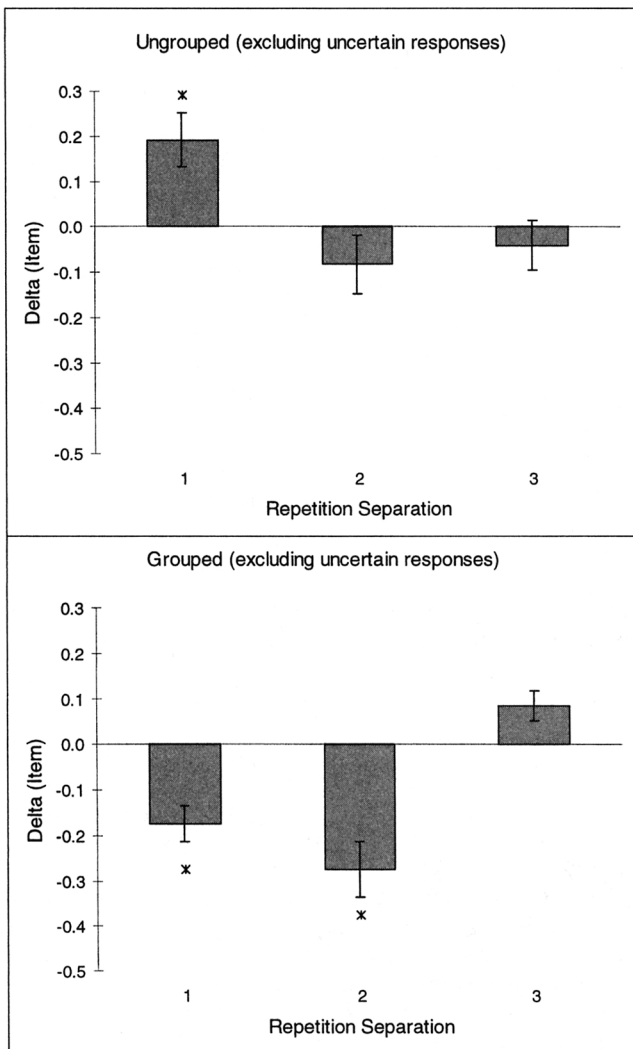 Ungrouped (excluding uncertain responses)
0.3
*
0.2
0.1
0.0
-0.1
-0.2
-0.3
-0.4
-0.5
Delta (Item)
1 2 3
Repetition Separation
Grouped (excluding uncertain responses)
0.3
0.2
0.1
0.0
-0.1
-0.2
-0.3
-0.4
-0.5
Delta (Item)
*
*
1 2 3
Repetition Separation